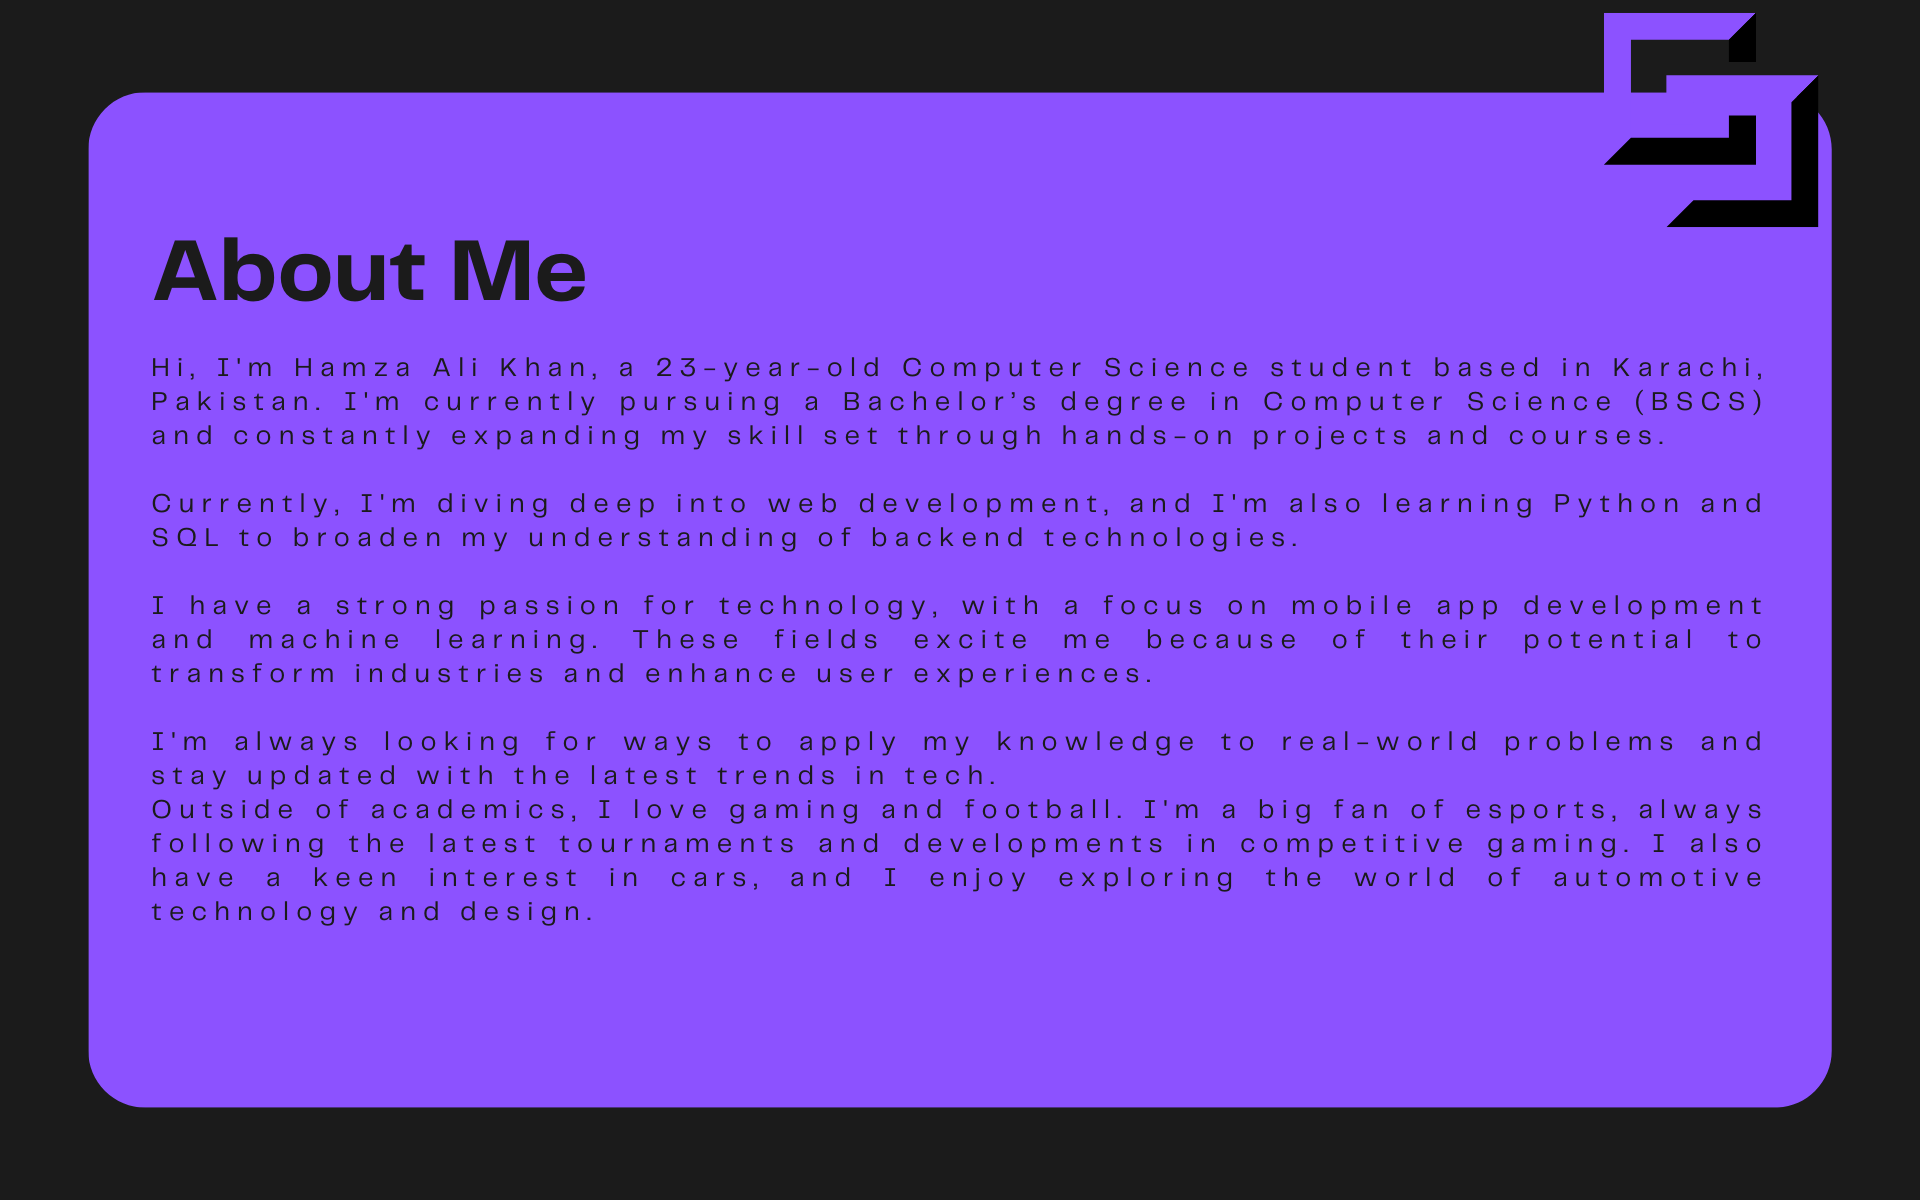 About Me
Hi, I'm Hamza Ali Khan, a 23-year-old Computer Science student based in Karachi,
Pakistan. I'm currently pursuing a Bachelor’s degree in Computer Science (BSCS)
and constantly expanding my skill set through hands-on projects and courses.
Currently, I'm diving deep into web development, and I'm also learning Python and
SQL to broaden my understanding of backend technologies.
I have a strong passion for technology, with a focus on mobile app development
and machine learning. These fields excite me because of their potential to
transform industries and enhance user experiences.
I'm always looking for ways to apply my knowledge to real-world problems and
stay updated with the latest trends in tech.
Outside of academics, I love gaming and football. I'm a big fan of esports, always
following the latest tournaments and developments in competitive gaming. I also
have a keen interest in cars, and I enjoy exploring the world of automotive
technology and design.